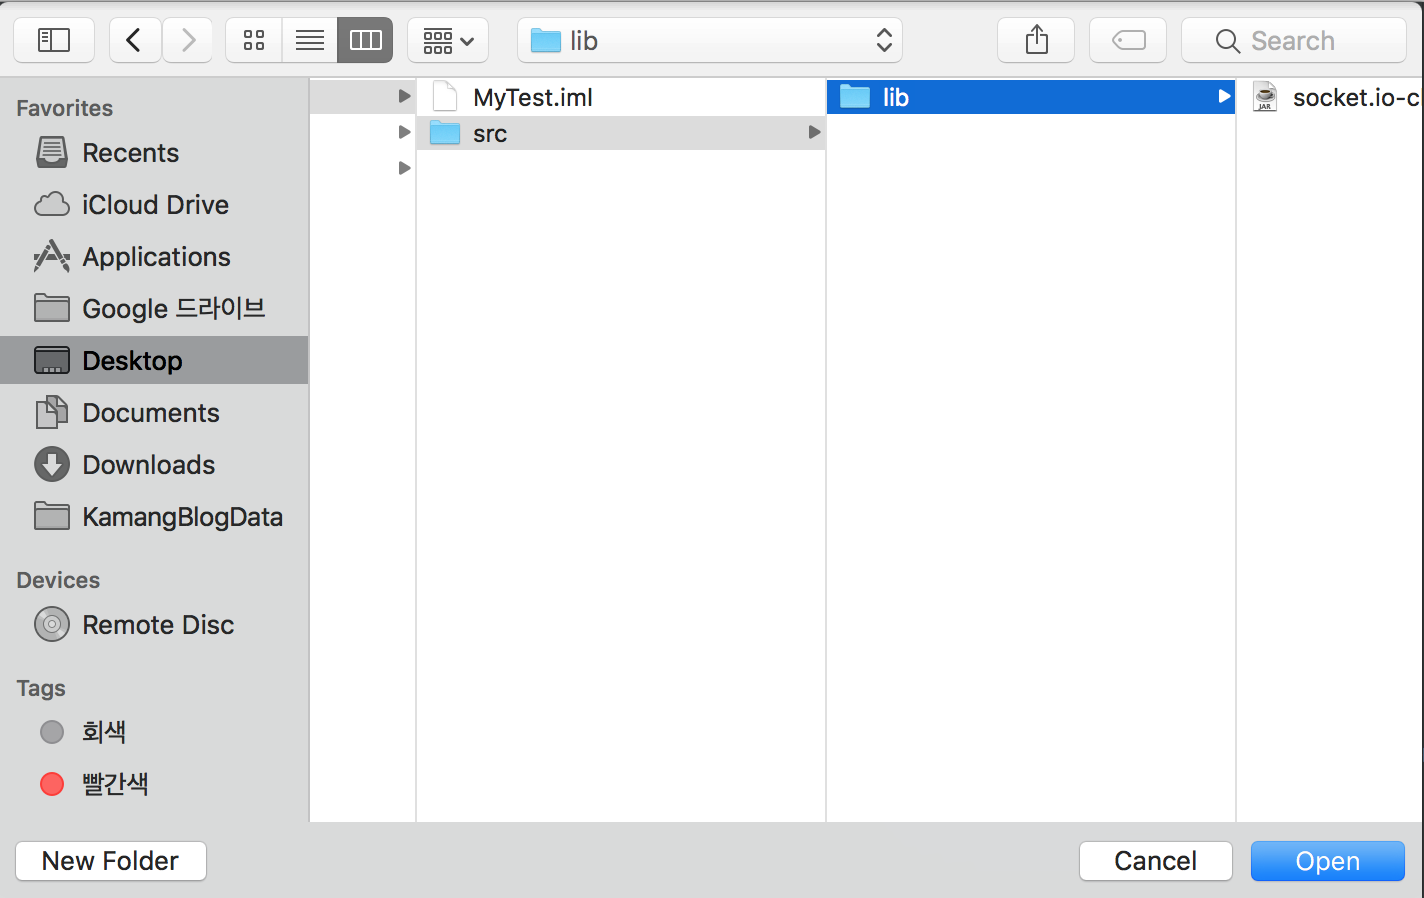 lib
Search
Favorites
Recents
iCloud Drive
Applications
Google 드라이브
Desktop
Documents
Downloads
KamangBlogData
Devices
Remote Disc
Tags
회색
빨간색
MyTest.iml
src
lib
JAR
socket.io-c
New Folder
Cancel
Open